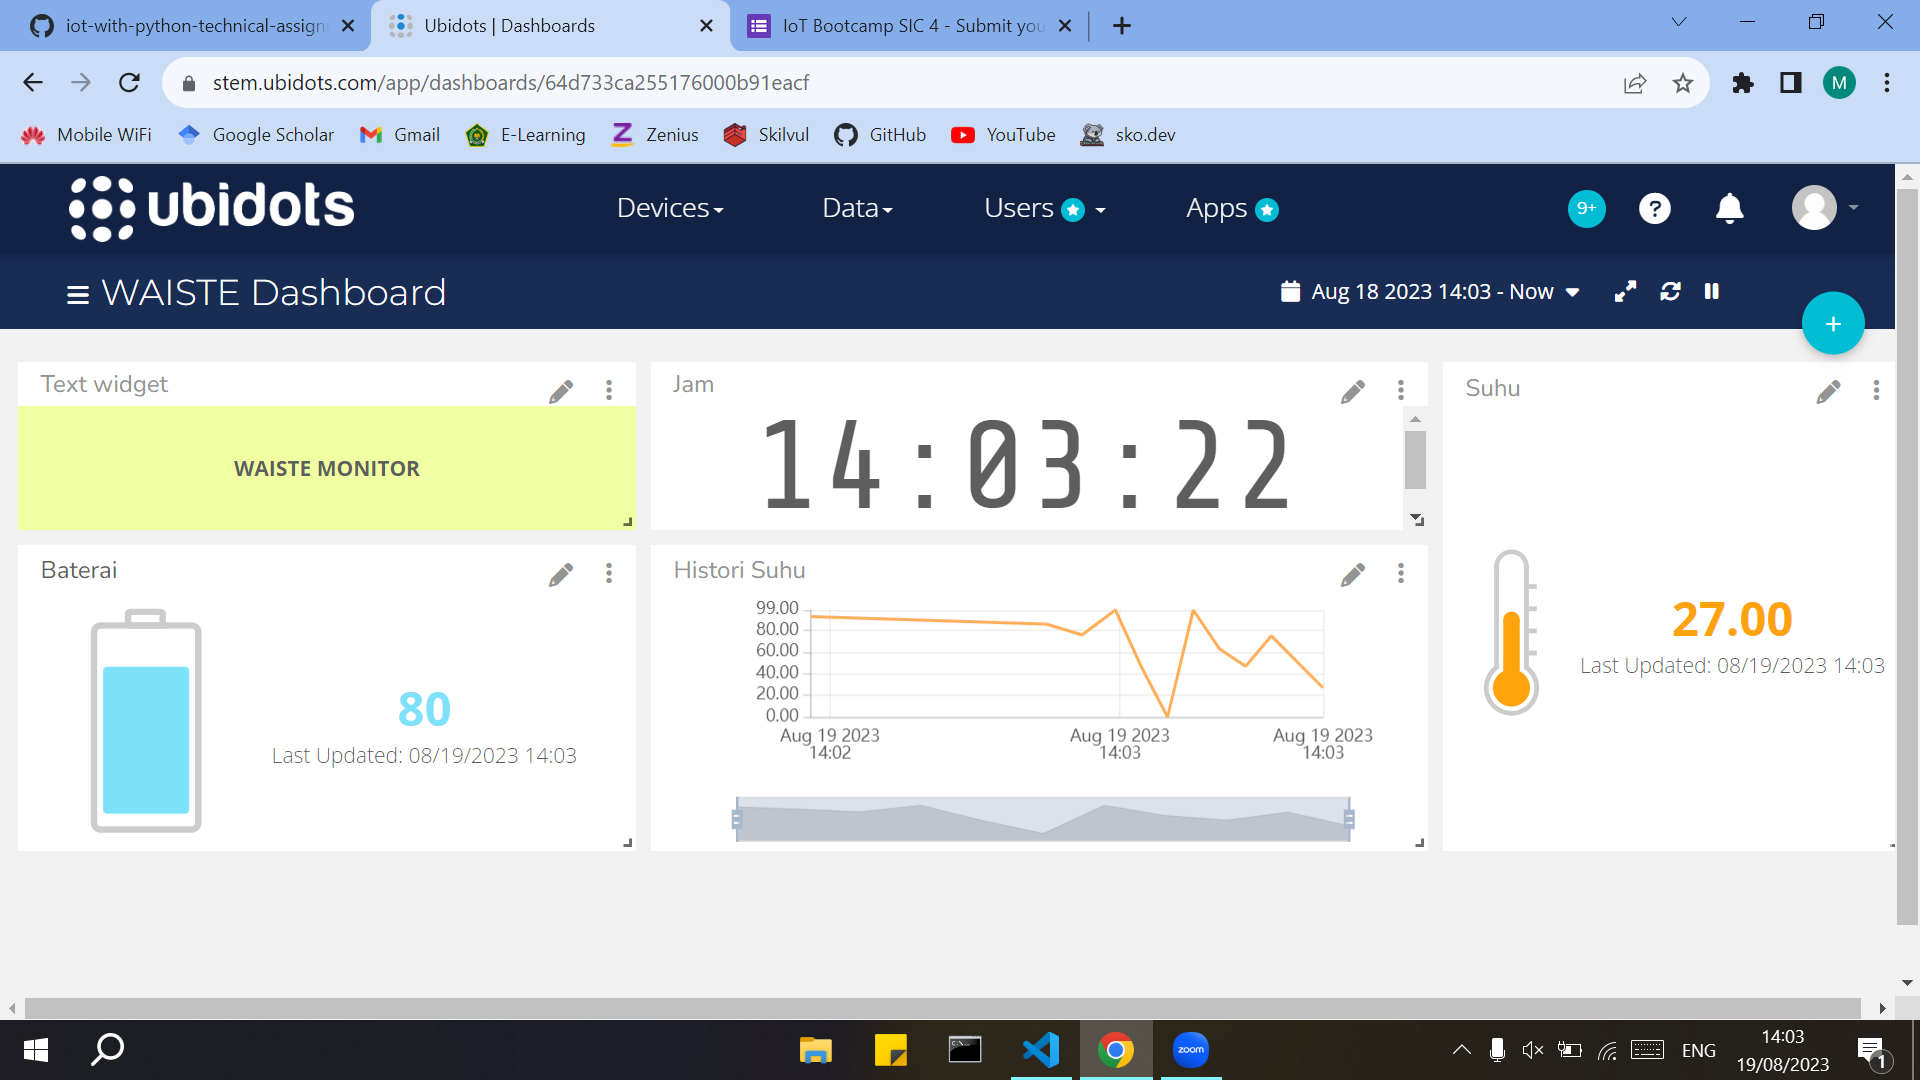 iot-with-python-technical-assign
Ubidots | Dashboards
IoT Bootcamp SIC 4 - Submit you
stem.ubidots.com/app/dashboards/64d733ca255176000b91eacf
M
Mobile WiFi
Google Scholar
Gmail
E-Learning
Zenius
Skilvul
GitHub
YouTube
sko.dev
ubidots
Devices
Data
Users
Apps
9+
?
WAISTE Dashboard
Aug 18 2023 14:03 - Now
+
Text widget
WAISTE MONITOR
Jam
14:03:22
Suhu
27.00
Last Updated: 08/19/2023 14:03
Baterai
80
Last Updated: 08/19/2023 14:03
Histori Suhu
99.00
80.00
60.00
40.00
20.00
0.00
Aug 19 2023
14:02
Aug 19 2023
14:03
Aug 19 2023
14:03
zoom
ENG
14:03
19/08/2023
1